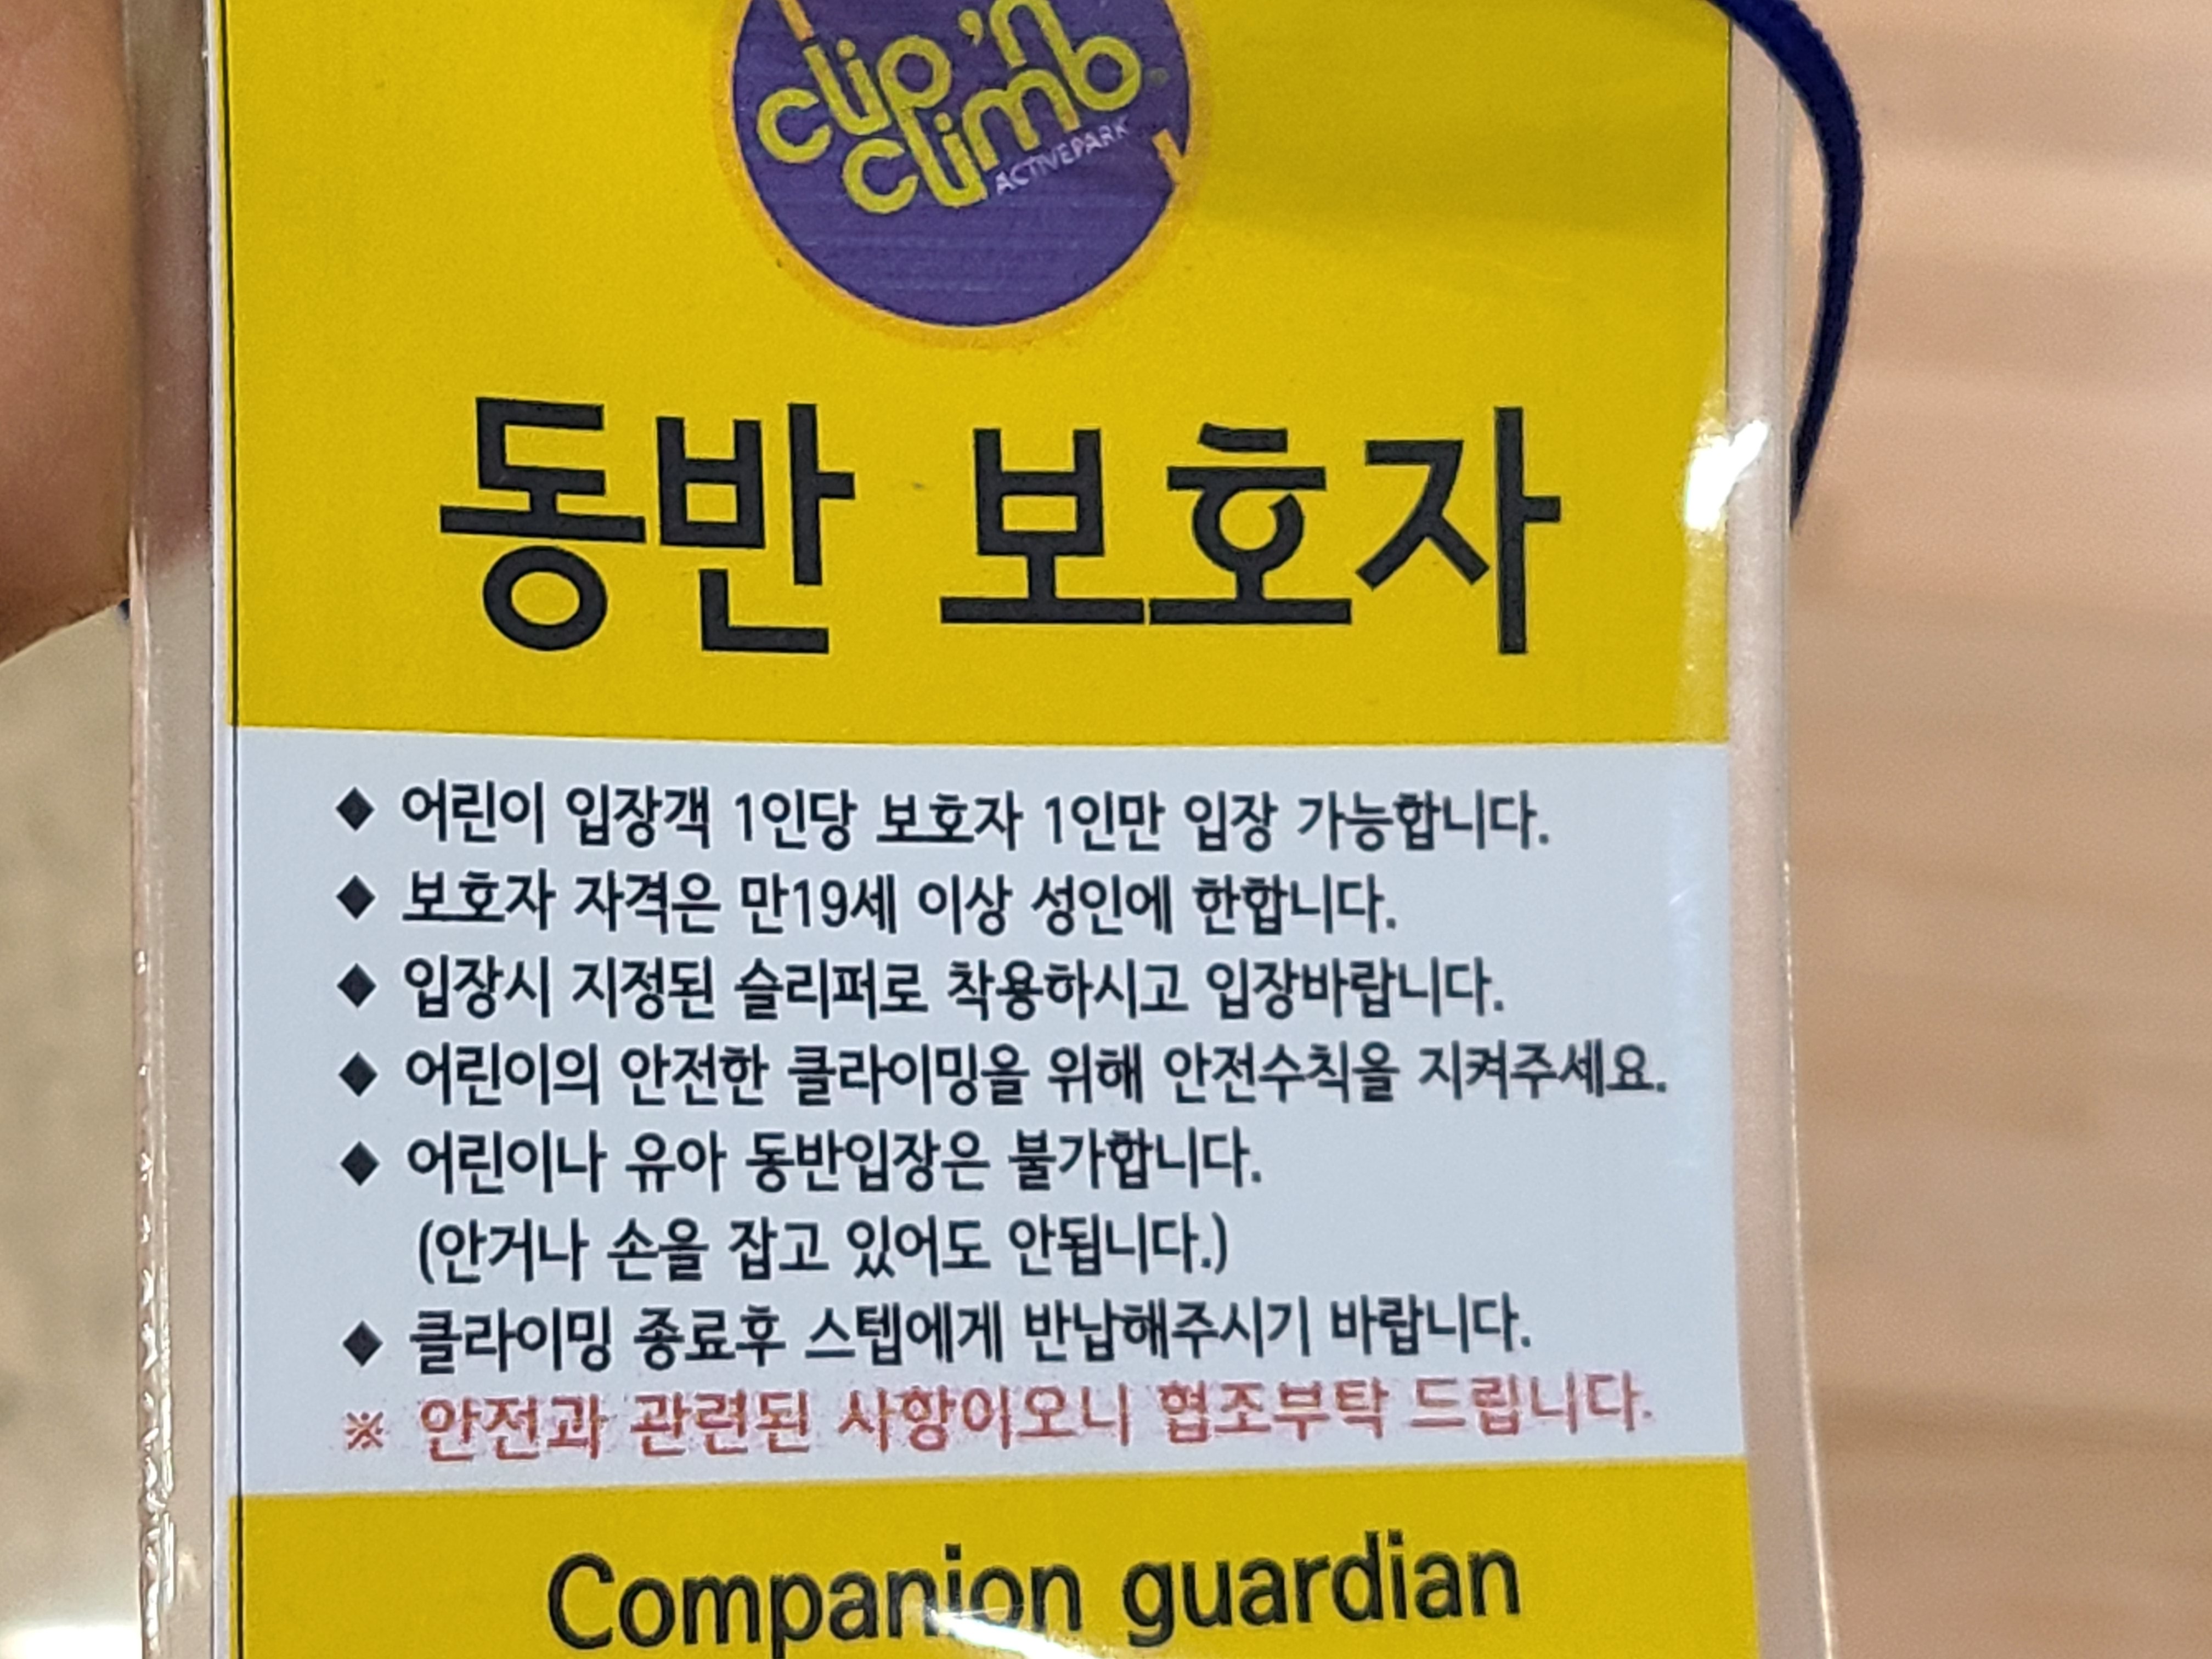 clip 'n
climb
ACTIVEPARK
동반 보호자
◆ 어린이 입장객 1인당 보호자 1인만 입장 가능합니다.
◆ 보호자 자격은 만19세 이상 성인에 한합니다.
◆ 입장시 지정된 슬리퍼로 착용하시고 입장바랍니다.
◆ 어린이의 안전한 클라이밍을 위해 안전수칙을 지켜주세요.
◆ 어린이나 유아 동반입장은 불가합니다.
(안거나 손을 잡고 있어도 안됩니다.)
◆ 클라이밍 종료후 스텝에게 반납해주시기 바랍니다.
※ 안전과 관련된 사항이오니 협조부탁 드립니다.
Companion guardian